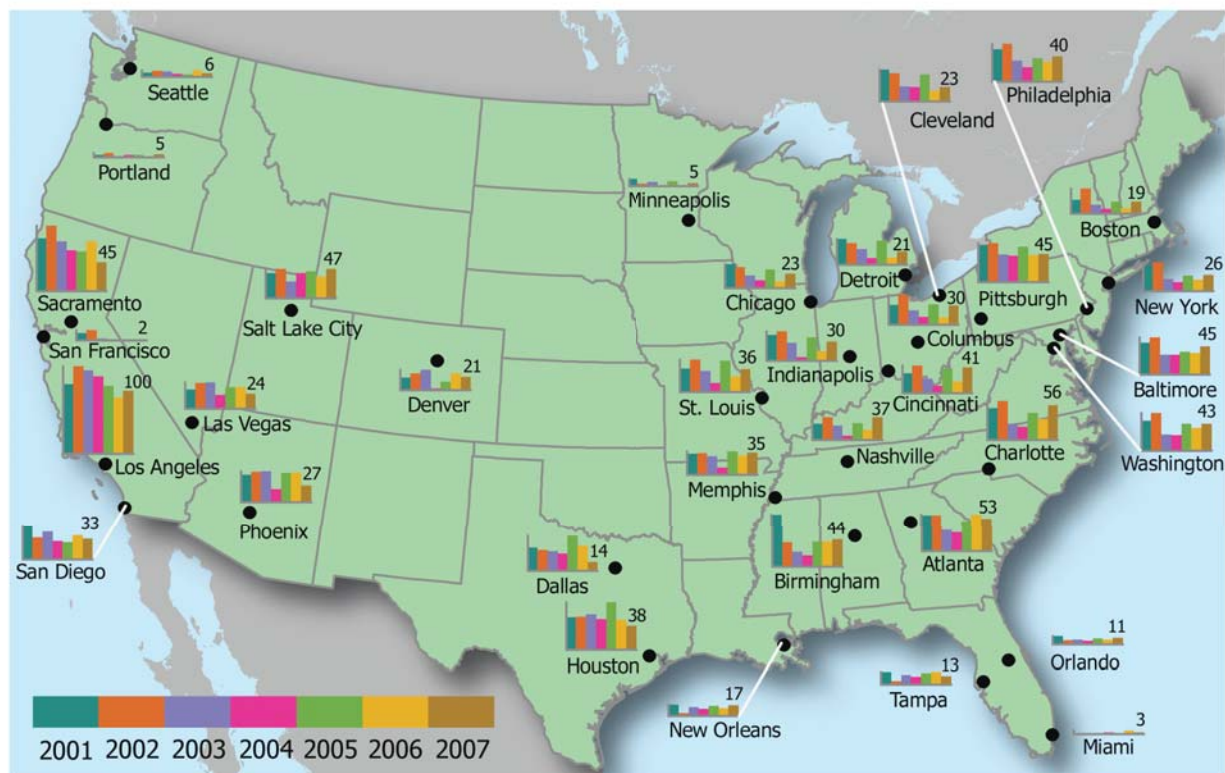 6
Seattle
5
Portland
45
Sacramento
2
San Francisco
100
Los Angeles
33
San Diego
47
Salt Lake City
24
Las Vegas
27
Phoenix
21
Denver
5
Minneapolis
23
Chicago
21
Detroit
23
Cleveland
40
Philadelphia
19
Boston
45
Pittsburgh
26
New York
30
Columbus
30
Indianapolis
41
Cincinnati
45
Baltimore
43
Washington
36
St. Louis
37
Nashville
56
Charlotte
35
Memphis
44
Birmingham
53
Atlanta
14
Dallas
38
Houston
17
New Orleans
13
Tampa
11
Orlando
3
Miami
2001 2002 2003 2004 2005 2006 2007